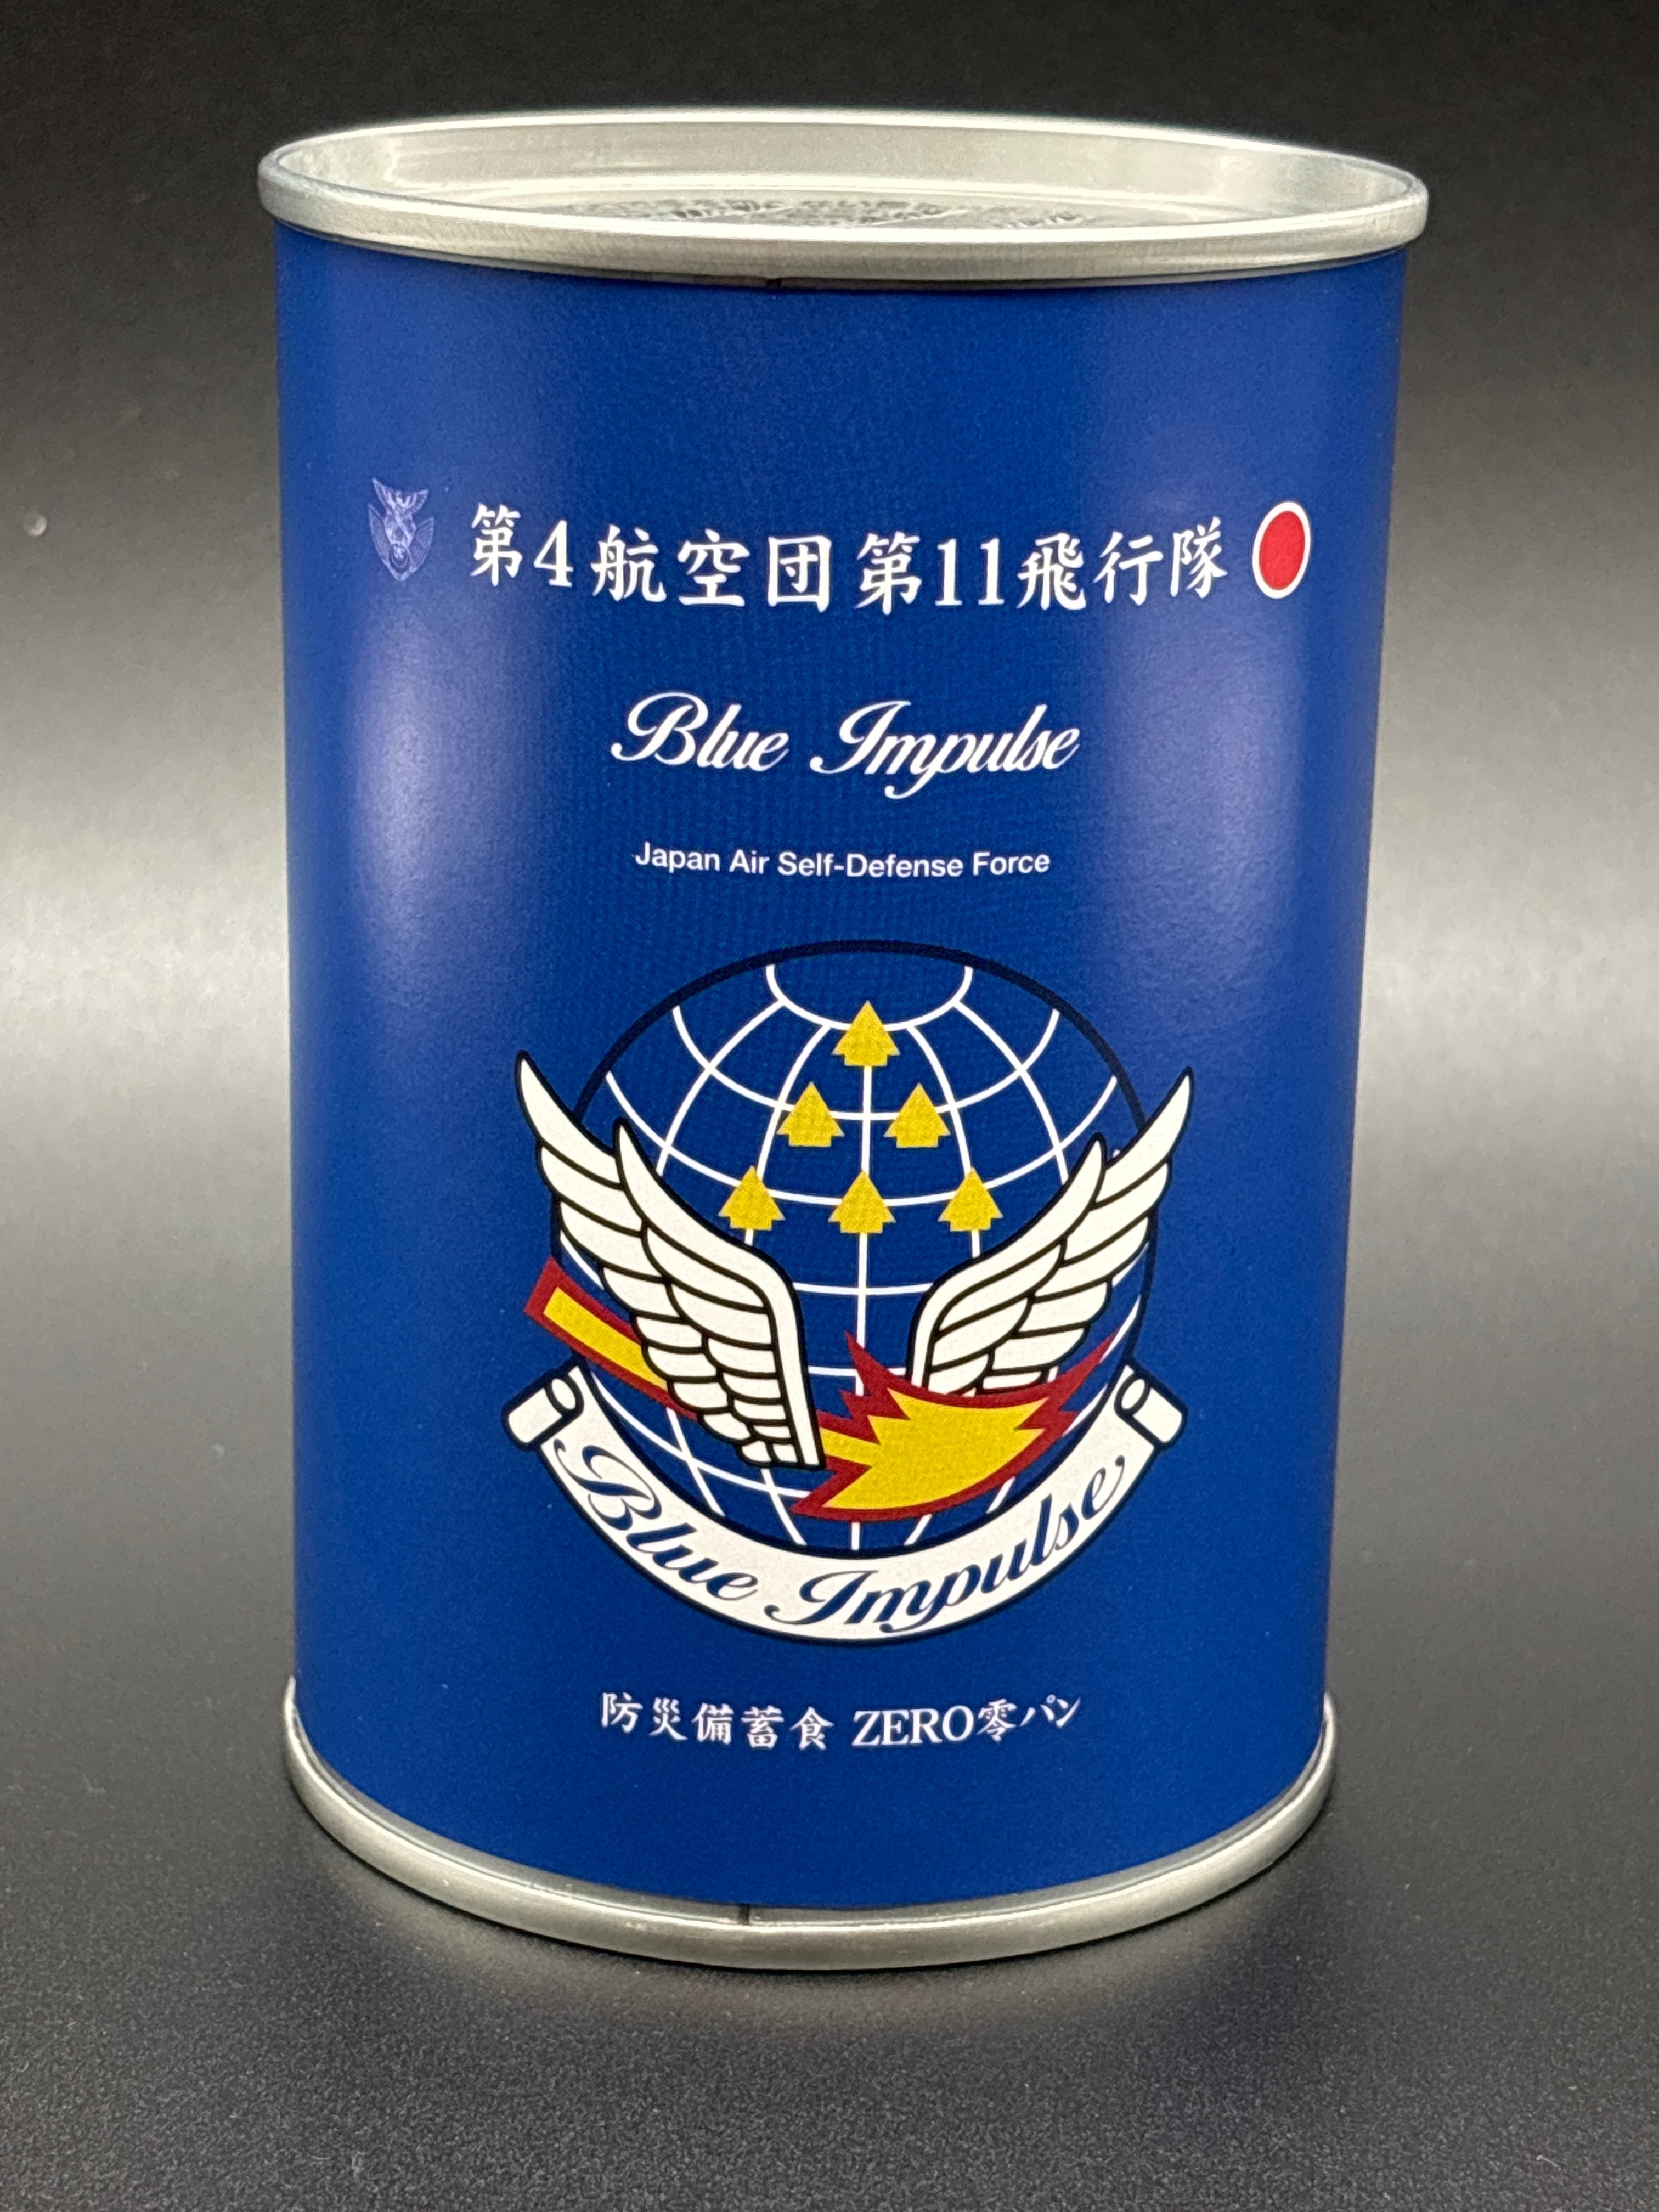 第4航空団 第11飛行隊
Blue Impulse
Japan Air Self-Defense Force
Blue Impulse
防災備蓄食 ZERO零パン